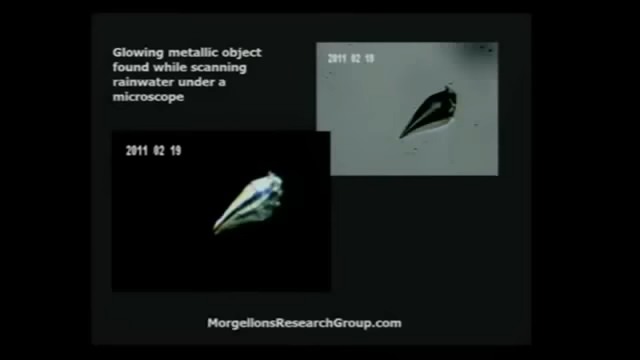 Glowing metallic object
found while scanning
rainwater under a
microscope
2011 02 19
2011 02 19
MorgellonsResearchGroup.com